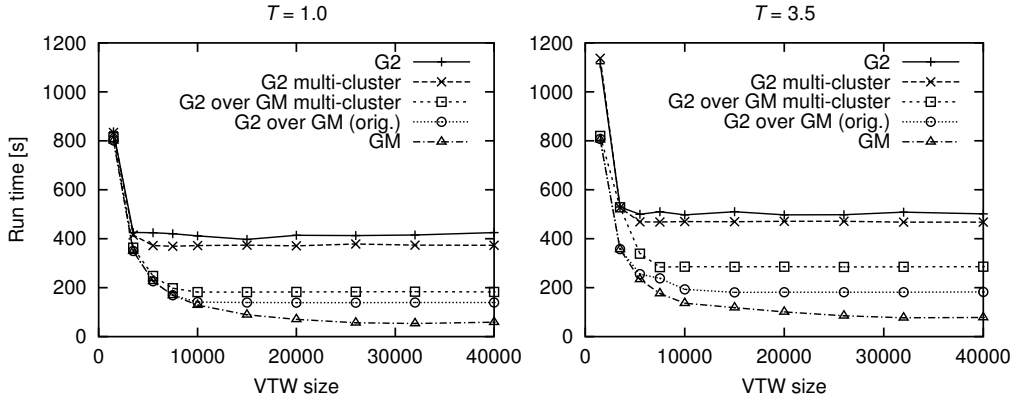 T = 1.0
1200
1000
800
600
400
200
0
Run time [s]
G2
G2 multi-cluster
G2 over GM multi-cluster
G2 over GM (orig.)
GM
0
10000
20000
30000
40000
VTW size
T = 3.5
1200
1000
800
600
400
200
0
G2
G2 multi-cluster
G2 over GM multi-cluster
G2 over GM (orig.)
GM
0
10000
20000
30000
40000
VTW size